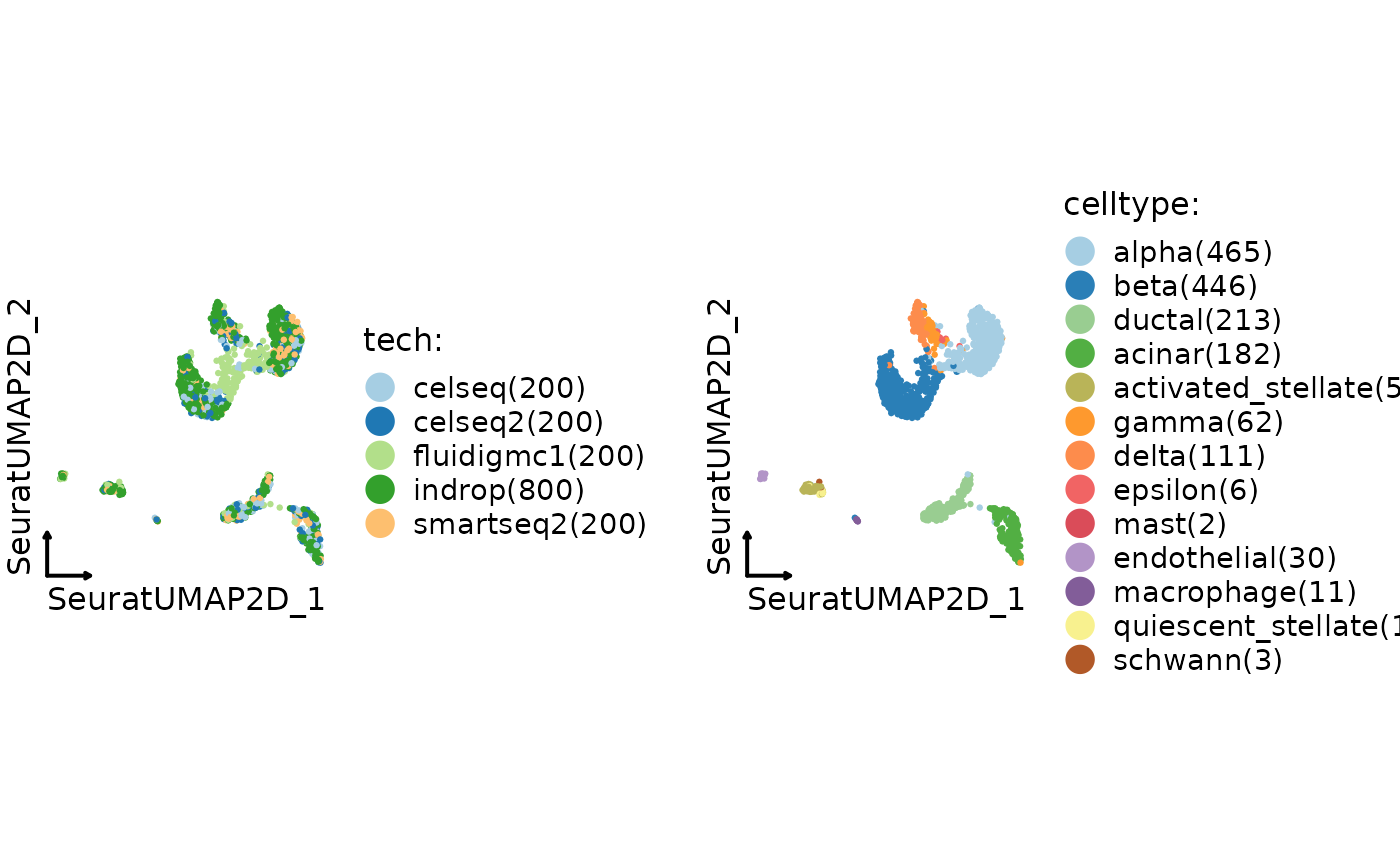 SeuratUMAP2D_2
SeuratUMAP2D_1
tech:
celseq(200)
celseq2(200)
fluidigmc1(200)
indrop(800)
smartseq2(200)
SeuratUMAP2D_2
SeuratUMAP2D_1
celltype:
alpha(465)
beta(446)
ductal(213)
acinar(182)
activated_stellate(5
gamma(62)
delta(111)
epsilon(6)
mast(2)
endothelial(30)
macrophage(11)
quiescent_stellate(1
schwann(3)